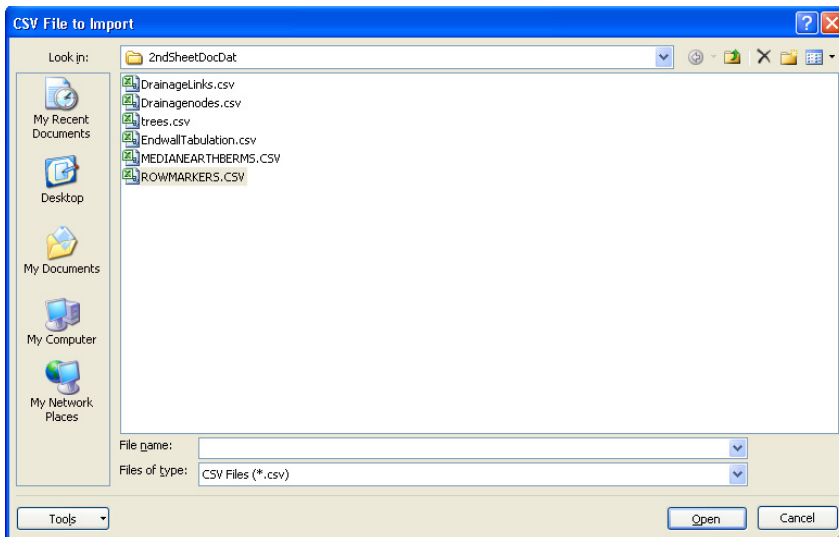 CSV File to Import
Look in:
2ndSheetDocDat
My Recent
Documents
Desktop
My Documents
My Computer
My Network
Places
DrainageLinks.csv
Drainagenodes.csv
trees.csv
EndwallTabulation.csv
MEDIANEARTHBERMS.CSV
ROWMARKERS.CSV
File name:
Files of type:
CSV Files (*.csv)
Tools
Open
Cancel